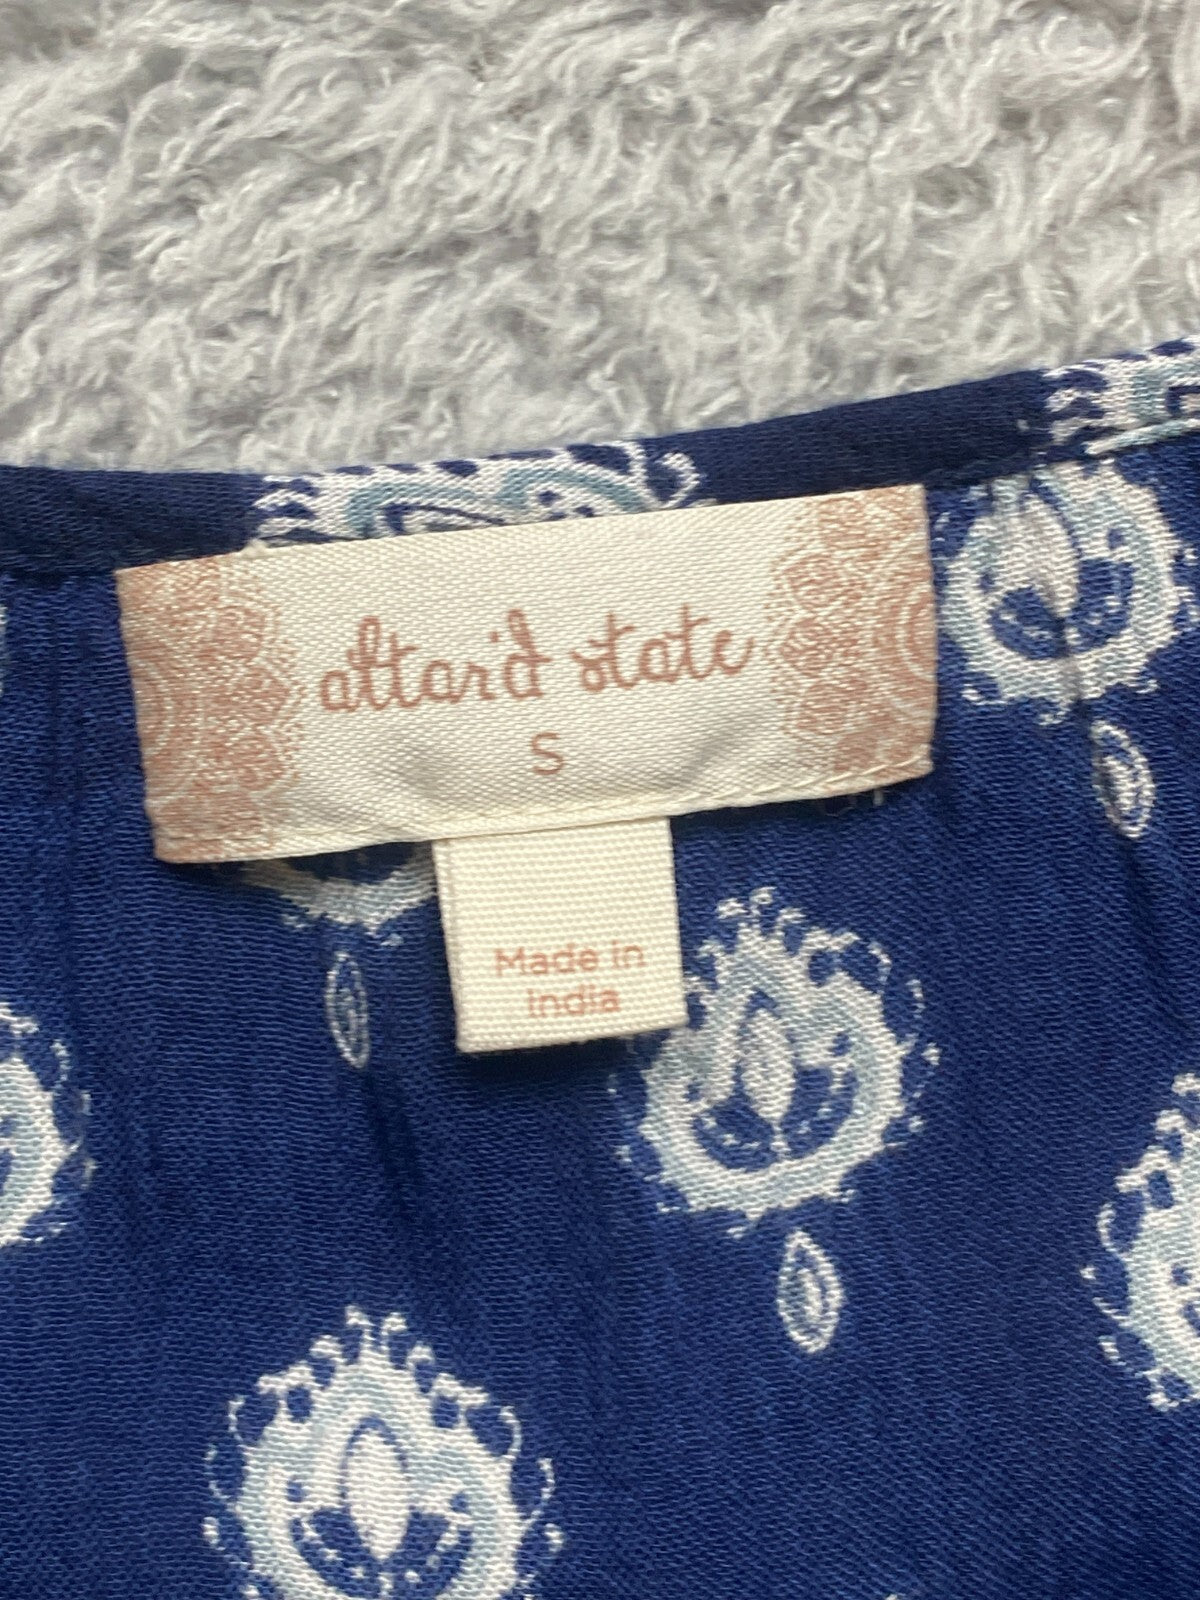 altar'd state
S
Made in
India